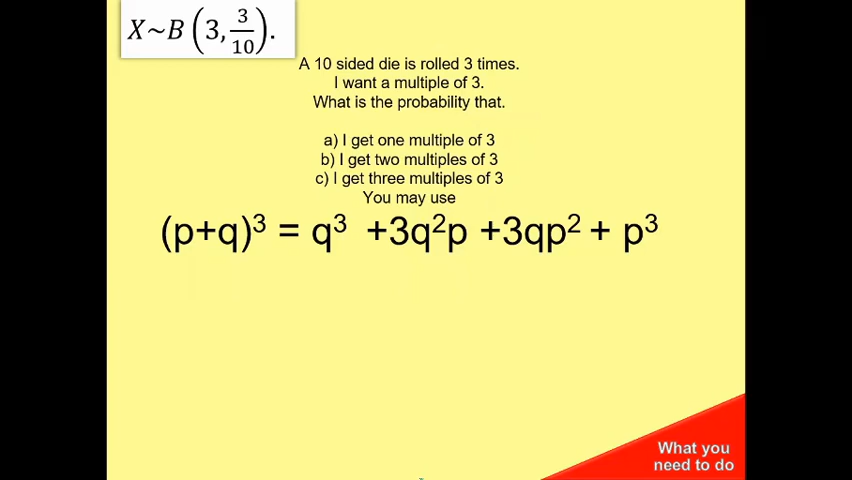 X~B(3, 3/10).
A 10 sided die is rolled 3 times.
I want a multiple of 3.
What is the probability that.
a) I get one multiple of 3
b) I get two multiples of 3
c) I get three multiples of 3
You may use
(p+q)³ = q³ +3q²p +3qp² + p³
What you
need to do